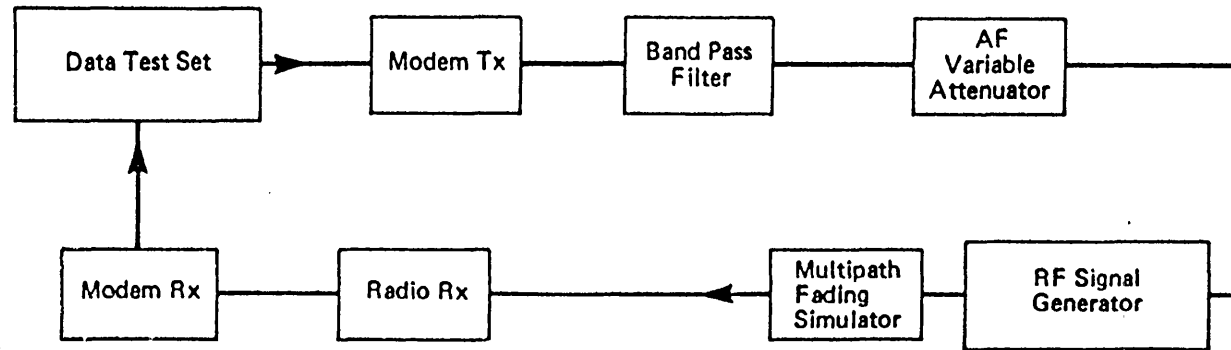 Data Test Set
Modem Tx
Band Pass
Filter
AF
Variable
Attenuator
Modem Rx
Radio Rx
Multipath
Fading
Simulator
RF Signal
Generator